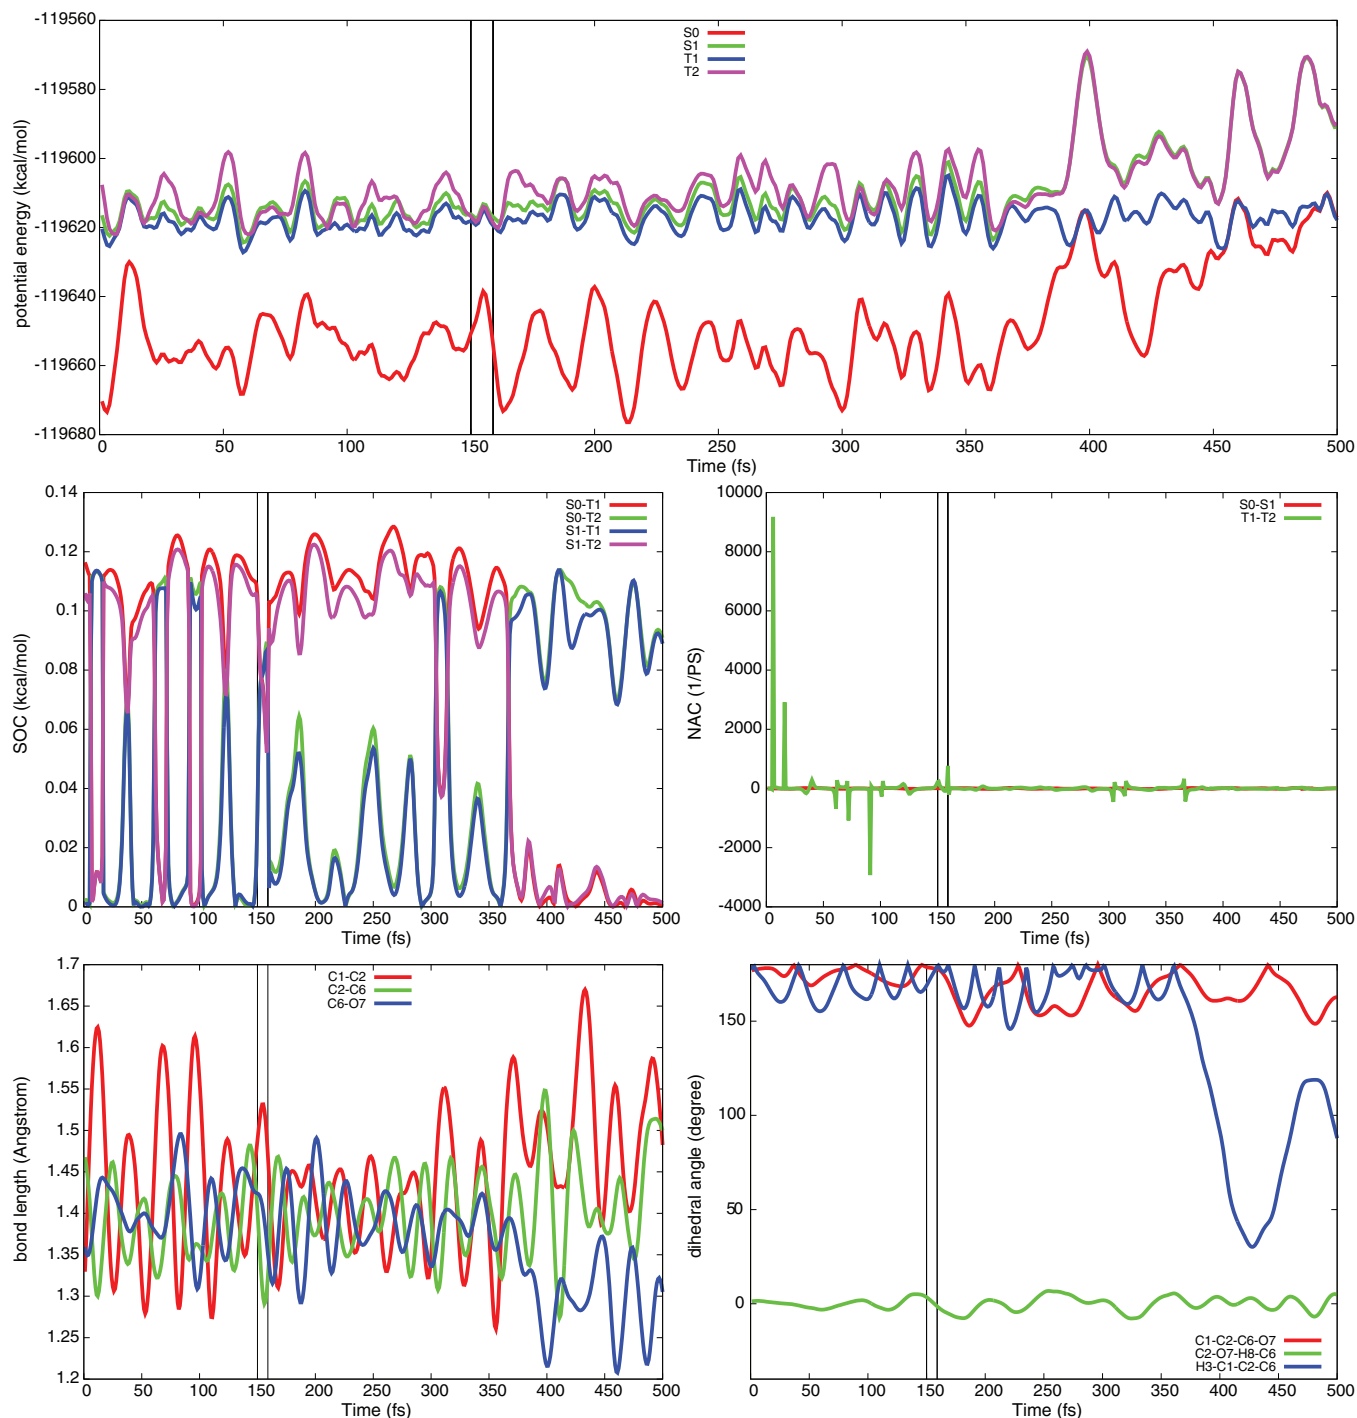 -119560
-119580
-119600
-119620
-119640
-119660
-119680
potential energy (kcal/mol)
S0
S1
T1
T2
0 50 100 150 200 250 300 350 400 450 500
Time (fs)
0.14
0.12
0.1
0.08
0.06
0.04
0.02
0
SOC (kcal/mol)
S0-T1
S0-T2
S1-T1
S1-T2
0 50 100 150 200 250 300 350 400 450 500
Time (fs)
10000
8000
6000
4000
2000
0
-2000
-4000
NAC (1/PS)
S0-S1
T1-T2
0 50 100 150 200 250 300 350 400 450 500
Time (fs)
1.7
1.65
1.6
1.55
1.5
1.45
1.4
1.35
1.3
1.25
1.2
bond length (Angstrom)
C1-C2
C2-C6
C6-O7
0 50 100 150 200 250 300 350 400 450 500
Time (fs)
150
100
50
0
dihedral angle (degree)
C1-C2-C6-O7
C2-O7-H8-C6
H3-C1-C2-C6
0 50 100 150 200 250 300 350 400 450 500
Time (fs)